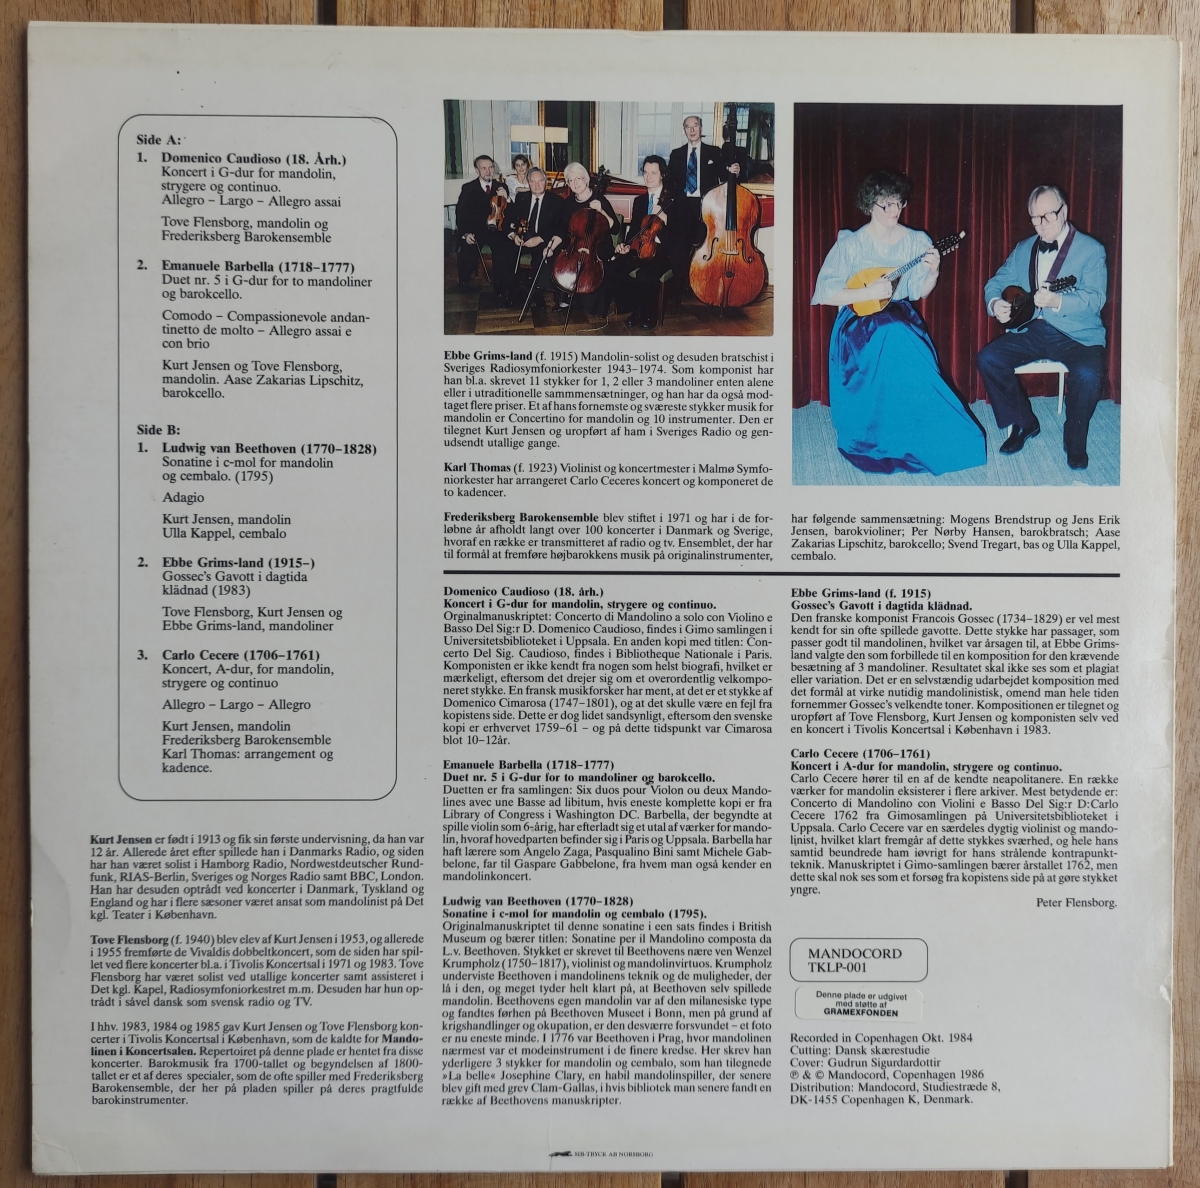 Side A:
1. Domenico Caudioso (18. Årh.)
Koncert i G-dur for mandolin,
strygere og continuo.
Allegro – Largo – Allegro assai
Tove Flensborg, mandolin og
Frederiksberg Barokensemble
2. Emanuele Barbella (1718–1777)
Duet nr. 5 i G-dur for to mandoliner
og barokcello.
Comodo – Compassionevole andan-
tinetto de molto – Allegro assai e
con brio
Kurt Jensen og Tove Flensborg,
mandolin. Aase Zakarias Lipschitz,
barokcello.
Side B:
1. Ludwig van Beethoven (1770–1828)
Sonatine i c-mol for mandolin
og cembalo. (1795)
Adagio
Kurt Jensen, mandolin
Ulla Kappel, cembalo
2. Ebbe Grims-land (1915–)
Gossec's Gavott i dagtida
klädnad (1983)
Tove Flensborg, Kurt Jensen og
Ebbe Grims-land, mandoliner
3. Carlo Cecere (1706–1761)
Koncert, A-dur, for mandolin,
strygere og continuo
Allegro – Largo – Allegro
Kurt Jensen, mandolin
Frederiksberg Barokensemble
Karl Thomas: arrangement og
kadence.
Kurt Jensen er født i 1913 og fik sin første undervisning, da han var
12 år. Allerede året efter spillede han i Danmarks Radio, og siden
har han været solist i Hamborg Radio, Nordwestdeutscher Rund-
funk, RIAS-Berlin, Sveriges og Norges Radio samt BBC, London.
Han har desuden optrådt ved koncerter i Danmark, Tyskland og
England og har i flere sæsoner været ansat som mandolinist på Det
kgl. Teater i København.
Tove Flensborg (f. 1940) blev elev af Kurt Jensen i 1953, og allerede
i 1955 fremførte de Vivaldis dobbeltkoncert, som de siden har spil-
let ved flere koncerter bl.a. i Tivolis Koncertsal i 1971 og 1983. Tove
Flensborg har været solist ved utallige koncerter samt assisteret i
Det kgl. Kapel, Radiosymfoniorkestret m.m. Desuden har hun op-
trådt i såvel dansk som svensk radio og TV.
I hhv. 1983, 1984 og 1985 gav Kurt Jensen og Tove Flensborg kon-
certer i Tivolis Koncertsal i København, som de kaldte for Mando-
linen i Koncertsalen. Repertoiret på denne plade er hentet fra disse
koncerter. Barokmusik fra 1700-tallet og begyndelsen af 1800-
tallet er et af deres specialer, som de ofte spiller med Frederiksberg
Barokensemble, der her på pladen spiller på deres pragtfulde
barokinstrumenter.
Ebbe Grims-land (f. 1915) Mandolin-solist og desuden bratschist i
Sveriges Radiosymfoniorkester 1943–1974. Som komponist har
han bl.a. skrevet 11 stykker for 1, 2 eller 3 mandoliner enten alene
eller i utraditionelle sammmensætninger, og han har da også mod-
taget flere priser. Et af hans fornemste og sværeste stykker musik for
mandolin er Concertino for mandolin og 10 instrumenter. Den er
tilegnet Kurt Jensen og uropført af ham i Sveriges Radio og gen-
udsendt utallige gange.
Karl Thomas (f. 1923) Violinist og koncertmester i Malmø Symfo-
niorkester har arrangeret Carlo Ceceres koncert og komponeret de
to kadencer.
Frederiksberg Barokensemble blev stiftet i 1971 og har i de for-
løbne år afholdt langt over 100 koncerter i Danmark og Sverige,
hvoraf en række er transmitteret af radio og tv. Ensemblet, der har
til formål at fremføre højbarokkens musik på originalinstrumenter,
har følgende sammensætning: Mogens Brendstrup og Jens Erik
Jensen, barokvioliner; Per Nørby Hansen, barokbratsch; Aase
Zakarias Lipschitz, barokcello; Svend Tregart, bas og Ulla Kappel,
cembalo.
Domenico Caudioso (18. årh.)
Koncert i G-dur for mandolin, strygere og continuo.
Orginalmanuskriptet: Concerto di Mandolino a solo con Violino e
Basso Del Sig:r D. Domenico Caudioso, findes i Gimo samlingen i
Universitetsbiblioteket i Uppsala. En anden kopi med titlen: Con-
certo Del Sig. Caudioso, findes i Bibliotheque Nationale i Paris.
Komponisten er ikke kendt fra nogen som helst biografi, hvilket er
mærkeligt, eftersom det drejer sig om et overordentlig velkompo-
neret stykke. En fransk musikforsker har ment, at det er et stykke af
Domenico Cimarosa (1747–1801), og at det skulle være en fejl fra
kopistens side. Dette er dog lidet sandsynligt, eftersom den svenske
kopi er erhvervet 1759–61 – og på dette tidspunkt var Cimarosa
blot 10–12år.
Emanuele Barbella (1718–1777)
Duet nr. 5 i G-dur for to mandoliner og barokcello.
Duetten er fra samlingen: Six duos pour Violon ou deux Mando-
lines avec une Basse ad libitum, hvis eneste komplette kopi er fra
Library of Congress i Washington DC. Barbella, der begyndte at
spille violin som 6-årig, har efterladt sig et utal af værker for mando-
lin, hvoraf hovedparten befinder sig i Paris og Uppsala. Barbella har
haft lærere som Angelo Zaga, Pasqualino Bini samt Michele Gab-
belone, far til Gaspare Gabbelone, fra hvem man også kender en
mandolinkoncert.
Ludwig van Beethoven (1770–1828)
Sonatine i c-mol for mandolin og cembalo (1795).
Originalmanuskriptet til denne sonatine i een sats findes i British
Museum og bærer titlen: Sonatine per il Mandolino composta da
L.v. Beethoven. Stykket er skrevet til Beethovens nære ven Wenzel
Krumpholz (1750–1817), violinist og mandolinvirtuos. Krumpholz
underviste Beethoven i mandolinens teknik og de muligheder, der
lå i den, og meget tyder helt klart på, at Beethoven selv spillede
mandolin. Beethovens egen mandolin var af den milanesiske type
og fandtes førhen på Beethoven Museet i Bonn, men på grund af
krigshandlinger og okupation, er den desværre forsvundet – et foto
er nu eneste minde. I 1776 var Beethoven i Prag, hvor mandolinen
nærmest var et modeinstrument i de finere kredse. Her skrev han
yderligere 3 stykker for mandolin og cembalo, som han tilegnede
»La belle« Josephine Clary, en habil mandolinspiller, der senere
blev gift med grev Clam-Gallas, i hvis bibliotek man senere fandt en
række af Beethovens manuskripter.
Ebbe Grims-land (f. 1915)
Gossec's Gavott i dagtida klädnad.
Den franske komponist Francois Gossec (1734–1829) er vel mest
kendt for sin ofte spillede gavotte. Dette stykke har passager, som
passer godt til mandolinen, hvilket var årsagen til, at Ebbe Grims-
land valgte den som forbillede til en komposition for den krævende
besætning af 3 mandoliner. Resultatet skal ikke ses som et plagiat
eller variation. Det er en selvstændig udarbejdet komposition med
det formål at virke nutidig mandolinistisk, omend man hele tiden
fornemmer Gossec's velkendte toner. Kompositionen er tilegnet og
uropført af Tove Flensborg, Kurt Jensen og komponisten selv ved
en koncert i Tivolis Koncertsal i København i 1983.
Carlo Cecere (1706–1761)
Koncert i A-dur for mandolin, strygere og continuo.
Carlo Cecere hører til en af de kendte neapolitanere. En række
værker for mandolin eksisterer i flere arkiver. Mest betydende er:
Concerto di Mandolino con Violini e Basso Del Sig:r D:Carlo
Cecere 1762 fra Gimosamlingen på Universitetsbiblioteket i
Uppsala. Carlo Cecere var en særdeles dygtig violinist og mando-
linist, hvilket klart fremgår af dette stykkes sværhed, og hele hans
samtid beundrede ham iøvrigt for hans strålende kontrapunkt-
teknik. Manuskriptet i Gimo-samlingen bærer årstallet 1762, men
dette skal nok ses som et forsøg fra kopistens side på at gøre stykket
yngre.
Peter Flensborg.
MANDOCORD
TKLP-001
Denne plade er udgivet
med støtte af
GRAMEXFONDEN
Recorded in Copenhagen Okt. 1984
Cutting: Dansk skærestudie
Cover: Gudrun Sigurdardottir
℗ & © Mandocord, Copenhagen 1986
Distribution: Mandocord, Studiestræde 8,
DK-1455 Copenhagen K, Denmark.
SIB-TRYCK AB NORSBORG